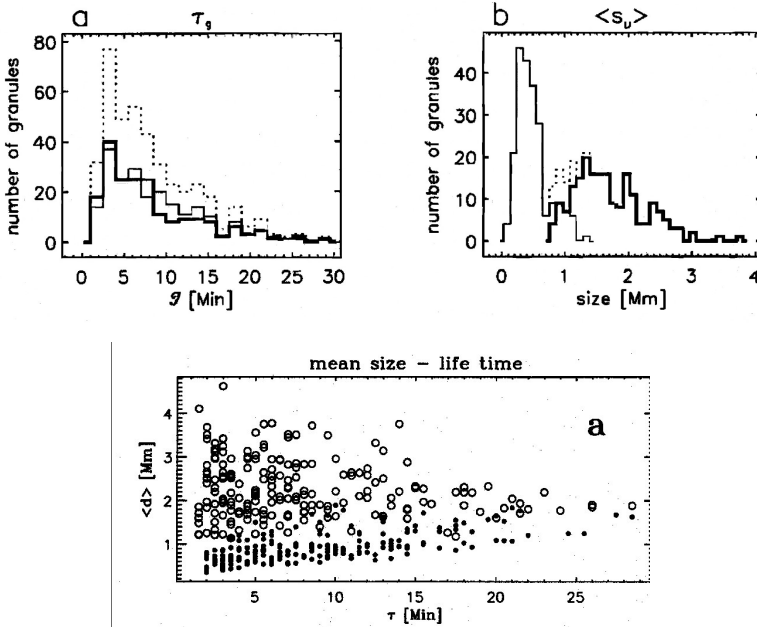 a
τg
80
60
40
20
0
number of granules
0 5 10 15 20 25 30
𝒯 [Min]
b
<sν>
40
30
20
10
0
number of granules
0 1 2 3 4
size [Mm]
mean size – life time
a
4
3
2
1
<d> [Mm]
5 10 15 20 25
τ [Min]